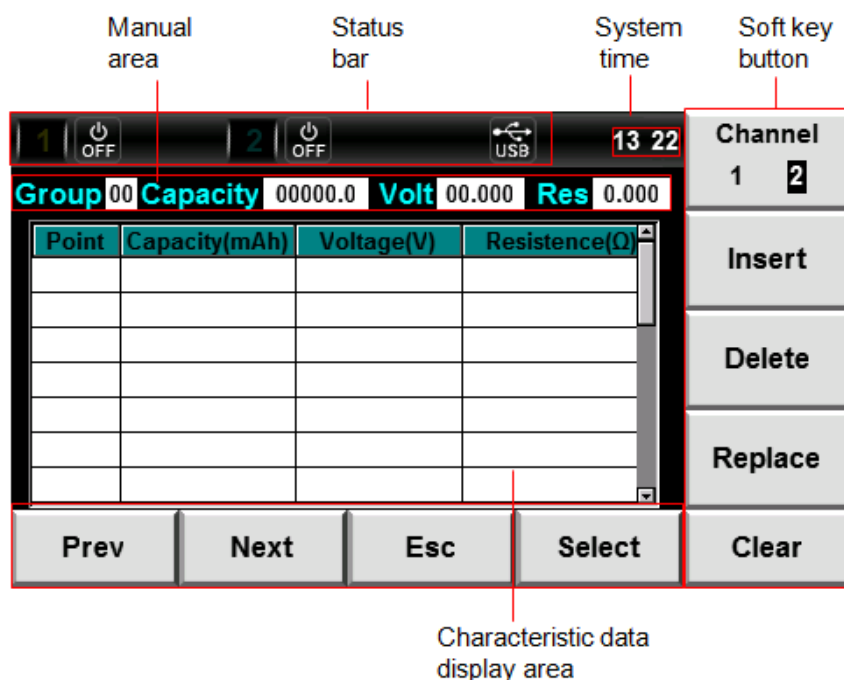 Manual area
Status bar
System time
Soft key button
1 OFF 2 OFF USB 13 22
Channel
1 2
Group 00 Capacity 00000.0 Volt 00.000 Res 0.000
Point Capacity(mAh) Voltage(V) Resistence(Ω)
Insert
Delete
Replace
Prev Next Esc Select Clear
Characteristic data
display area